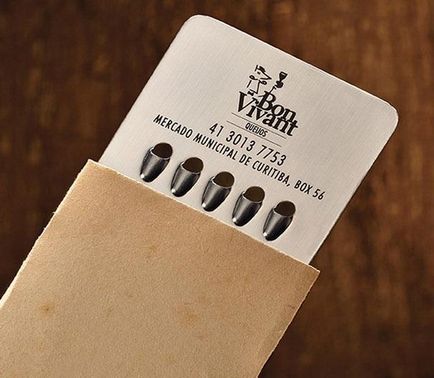 Bon
Vivant
QUEIJOS
41 3013 7753
MERCADO MUNICIPAL DE CURITIBA, BOX 56